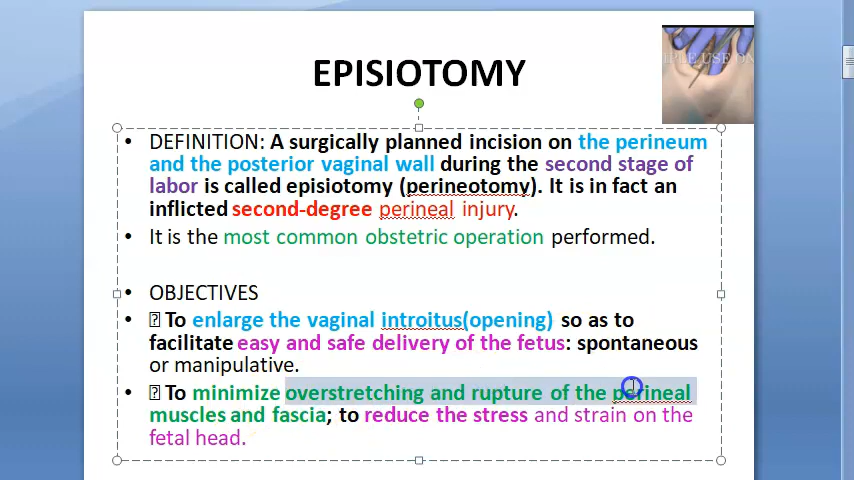 EPISIOTOMY
IPLE USE ON
• DEFINITION: A surgically planned incision on the perineum
and the posterior vaginal wall during the second stage of
labor is called episiotomy (perineotomy). It is in fact an
inflicted second-degree perineal injury.
• It is the most common obstetric operation performed.
• OBJECTIVES
• To enlarge the vaginal introitus(opening) so as to
facilitate easy and safe delivery of the fetus: spontaneous
or manipulative.
• To minimize overstretching and rupture of the perineal
muscles and fascia; to reduce the stress and strain on the
fetal head.